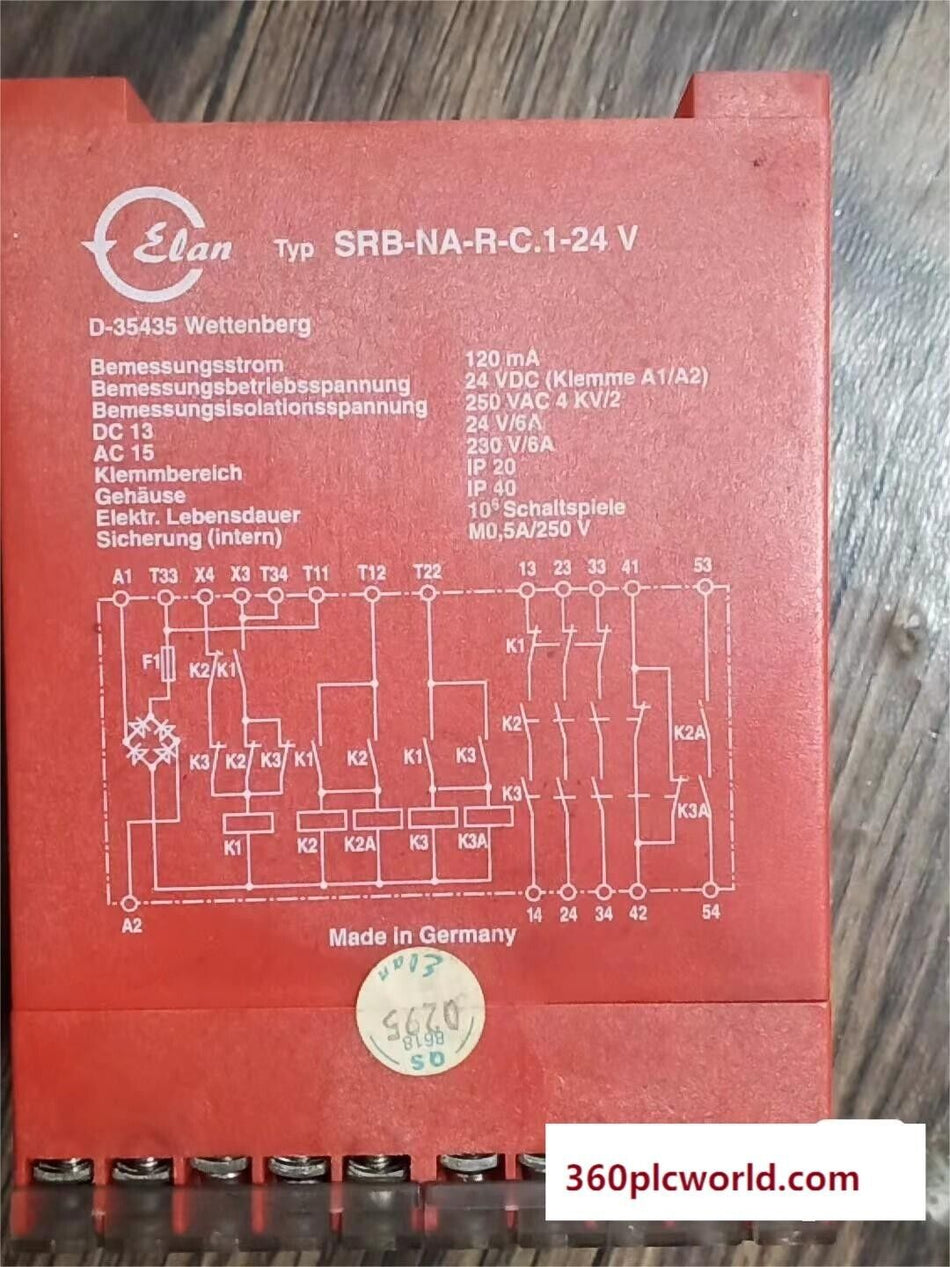 Elan Typ SRB-NA-R-C.1-24 V
D-35435 Wettenberg
Bemessungsstrom 120 mA
Bemessungsbetriebsspannung 24 VDC (Klemme A1/A2)
Bemessungsisolationsspannung 250 VAC 4 KV/2
DC 13 24 V/6A
AC 15 230 V/6A
Klemmbereich IP 20
Gehäuse IP 40
Elektr. Lebensdauer 10⁶ Schaltspiele
Sicherung (intern) M0,5A/250 V
A1 T33 X4 X3 T34 T11 T12 T22 13 23 33 41 53
F1 K2 K1 K1
K2 K2A
K3 K2 K3 K1 K2 K1 K3
K3 K3A
K1 K2 K2A K3 K3A
A2 14 24 34 42 54
Made in Germany
Elan
0295
8618
QS
360plcworld.com